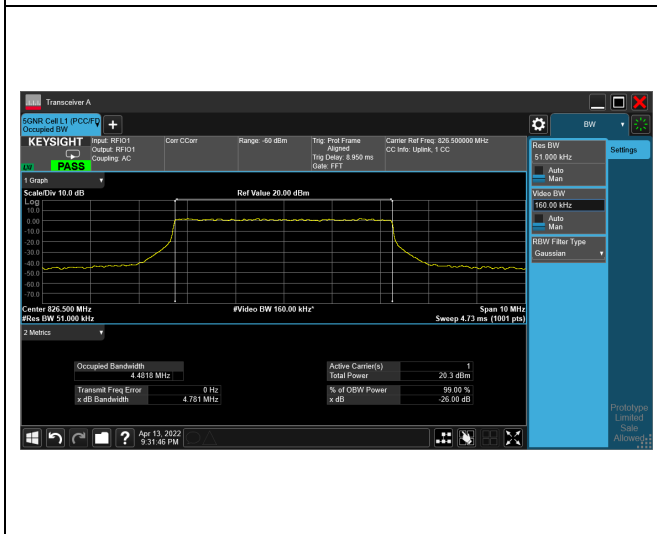 Transceiver A
5GNR Cell L1 (PCC/FD
Occupied BW
BW
KEYSIGHT
PASS
Input: RFIO1
Output: RFIO1
Coupling: AC
Corr CCorr
Range: -60 dBm
Trig: Prot Frame
Aligned
Trig Delay: 8.950 ms
Gate: FFT
Carrier Ref Freq: 826.500000 MHz
CC Info: Uplink, 1 CC
1 Graph
Scale/Div 10.0 dB
Ref Value 20.00 dBm
Log
10.0
0.00
-10.0
-20.0
-30.0
-40.0
-50.0
-60.0
-70.0
Center 826.500 MHz
#Video BW 160.00 kHz*
Span 10 MHz
#Res BW 51.000 kHz
Sweep 4.73 ms (1001 pts)
2 Metrics
Occupied Bandwidth
4.4818 MHz
Transmit Freq Error 0 Hz
x dB Bandwidth 4.781 MHz
Active Carrier(s) 1
Total Power 20.3 dBm
% of OBW Power 99.00 %
x dB -26.00 dB
Res BW
51.000 kHz
Auto
Man
Video BW
160.00 kHz
Auto
Man
RBW Filter Type
Gaussian
Settings
Prototype
Limited
Sale
Allowed
?
Apr 13, 2022
9:31:46 PM